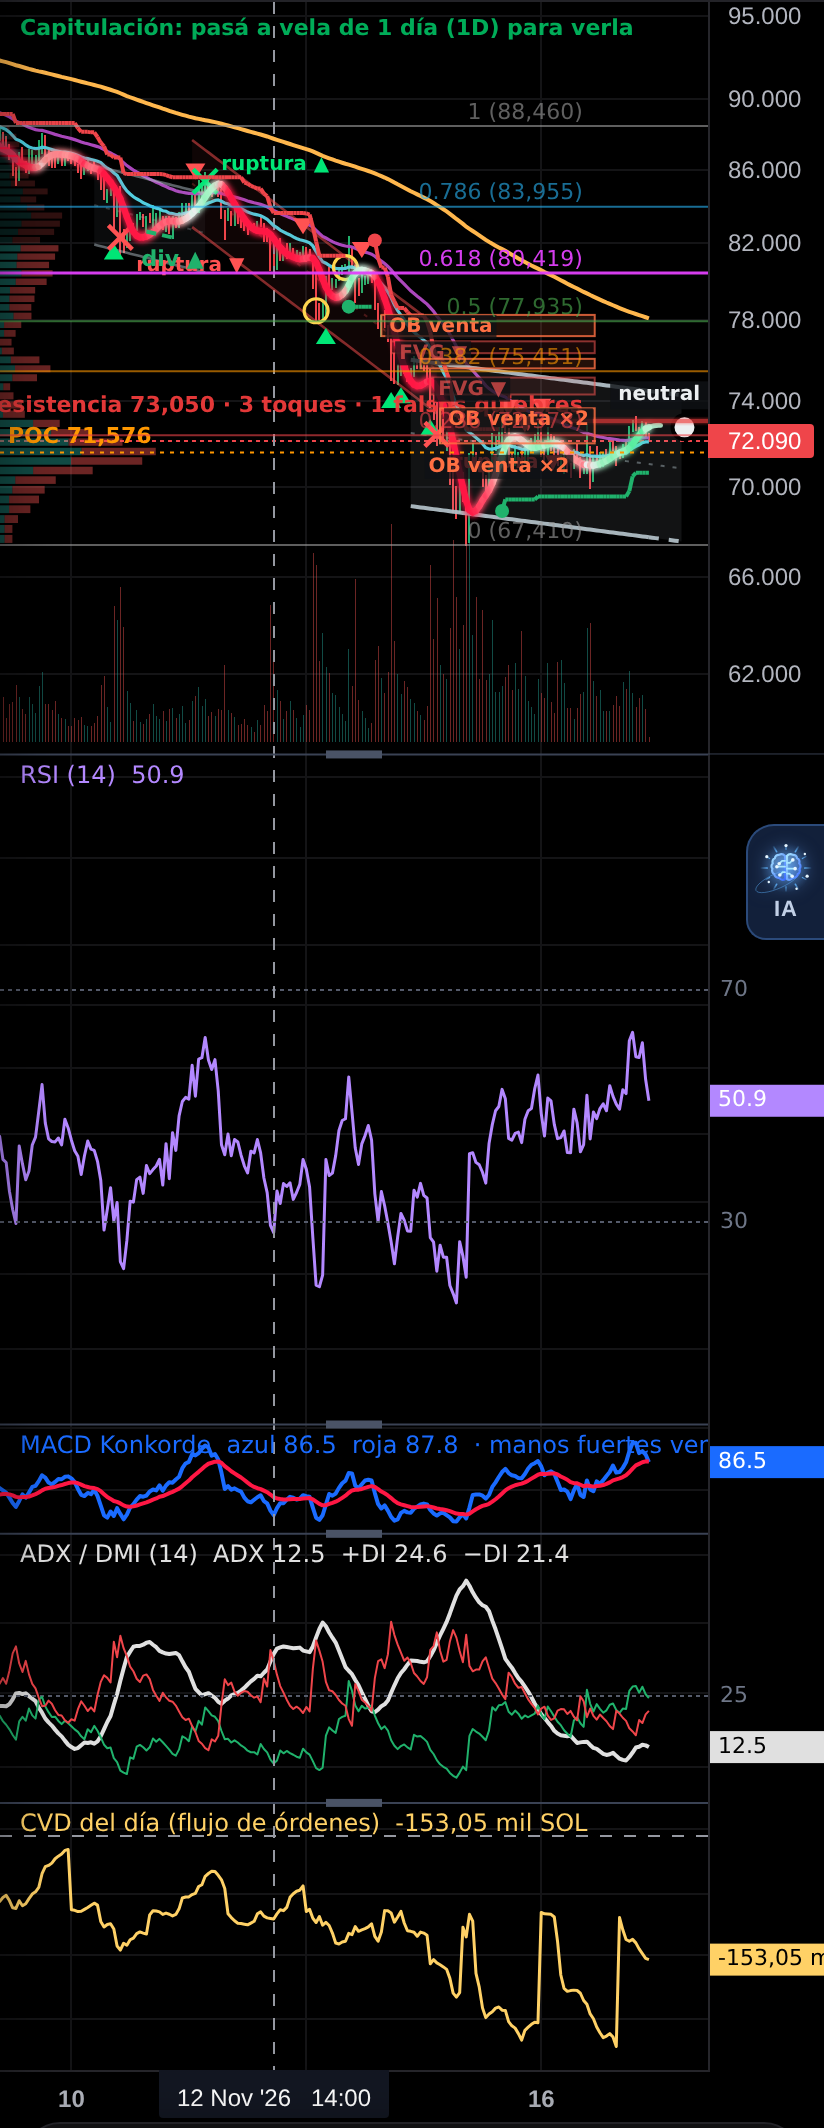 Capitulación: pasá a vela de 1 día (1D) para verla
95.000
90.000
1 (88,460)
ruptura
86.000
0.786 (83,955)
82.000
div
ruptura
0.618 (80,419)
0.5 (77,935)
78.000
OB venta
FVG
0.382 (75,451)
FVG
neutral
74.000
esistencia 73,050 · 3 toques · 1
OB venta ×2
POC 71,576
72.090
OB venta ×2
70.000
0 (67,410)
66.000
62.000
RSI (14) 50.9
IA
70
50.9
30
MACD Konkorde azul 86.5 roja 87.8 · manos fuertes ver
86.5
ADX / DMI (14) ADX 12.5 +DI 24.6 −DI 21.4
25
12.5
CVD del día (flujo de órdenes) -153,05 mil SOL
-153,05 m
10
12 Nov '26 14:00
16